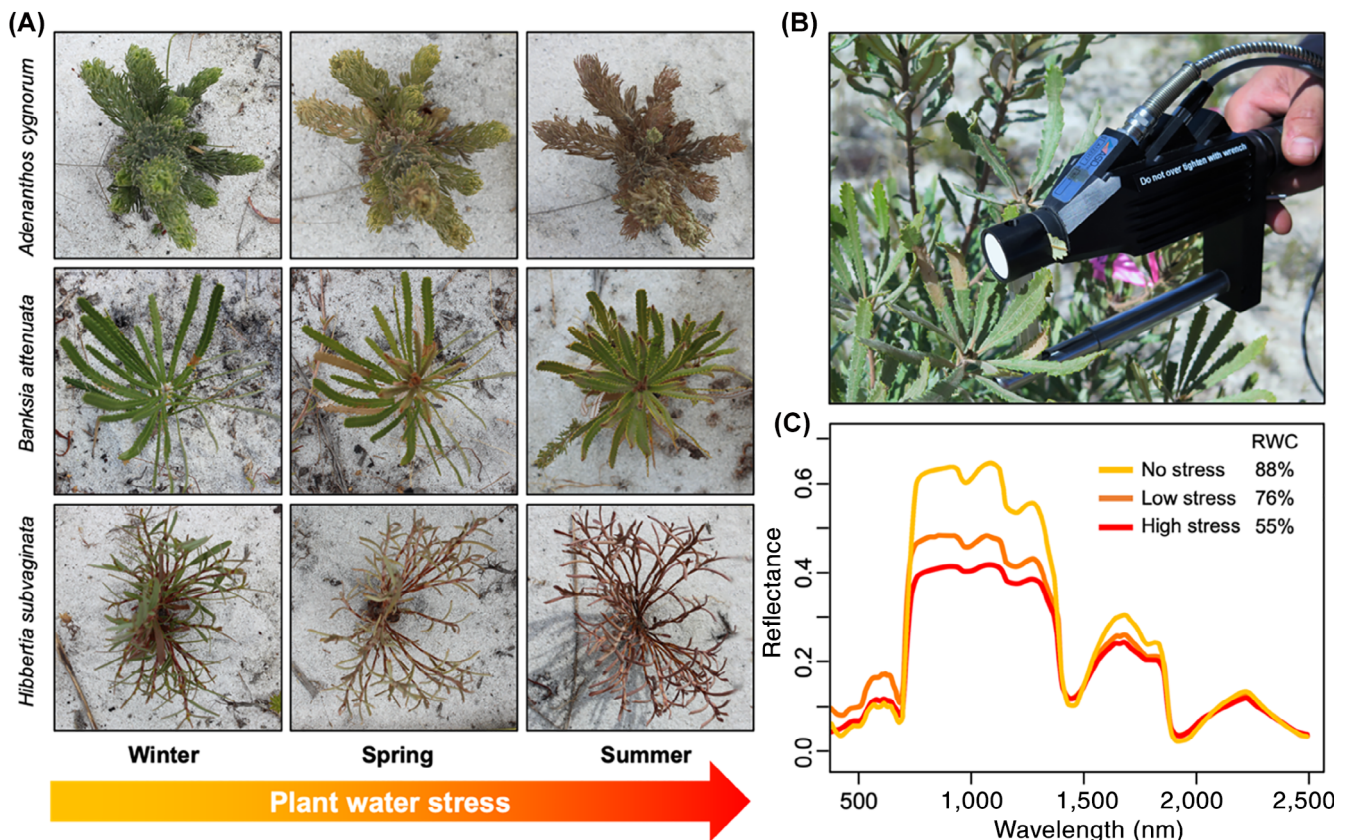 (A)
Adenanthos cygnorum
Banksia attenuata
Hibbertia subvaginata
Winter
Spring
Summer
Plant water stress
(B)
Do not over tighten with wrench
(C)
RWC
No stress 88%
Low stress 76%
High stress 55%
Reflectance
0.6
0.4
0.2
0.0
500 1,000 1,500 2,000 2,500
Wavelength (nm)